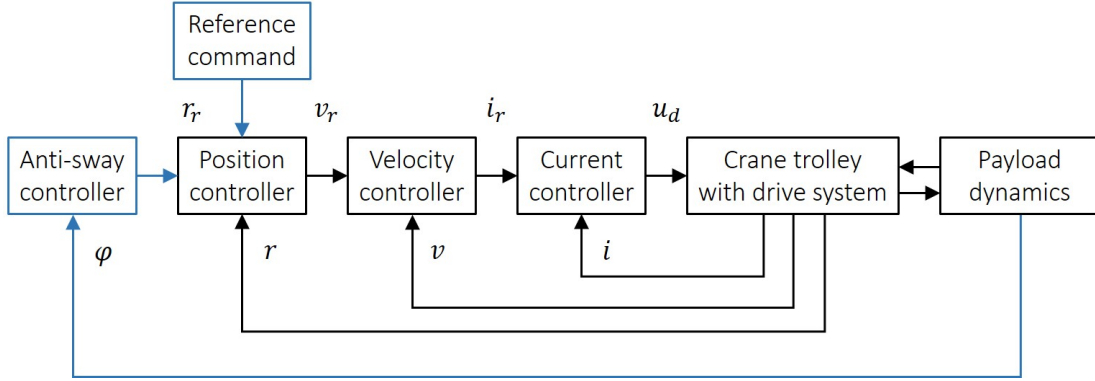 Reference
command
r_r
v_r
i_r
u_d
Anti-sway
controller
Position
controller
Velocity
controller
Current
controller
Crane trolley
with drive system
Payload
dynamics
φ
r
v
i